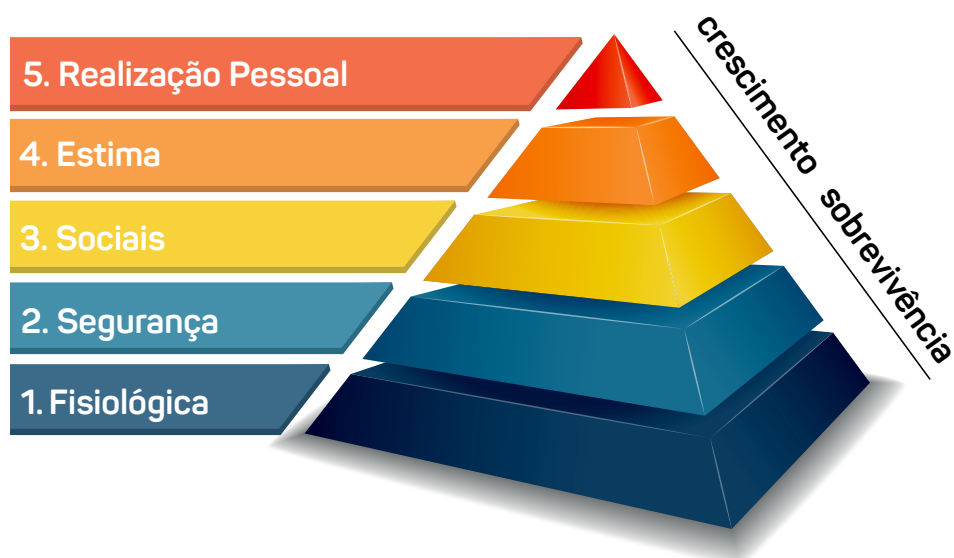 5. Realização Pessoal
4. Estima
3. Sociais
2. Segurança
1. Fisiológica
crescimento sobrevivência